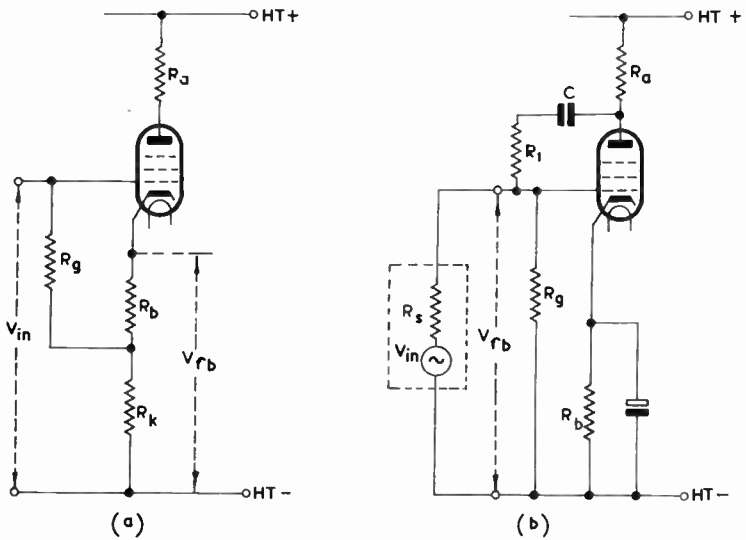 HT+
Ra
Rg
Rb
Vin
Vfb
Rk
HT-
(a)
HT +
Ra
C
R1
Rs
Vin
Vfb
Rg
Rb
HT-
(b)